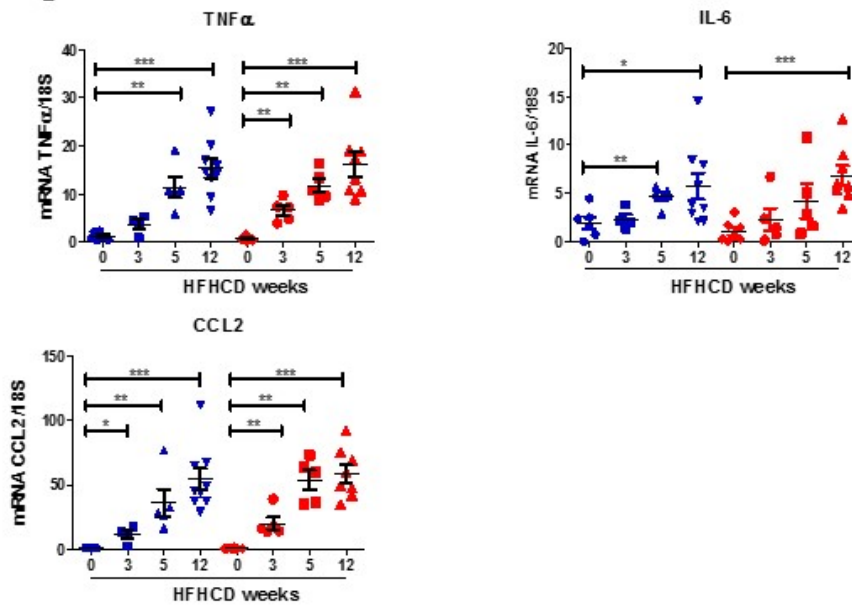 TNFα
IL-6
mRNA TNFα/18S
40
30
20
10
0
***
**
***
**
**
0 3 5 12 0 3 5 12
HFHCD weeks
mRNA IL-6/18S
20
15
10
5
0
*
**
***
0 3 5 12 0 3 5 12
HFHCD weeks
CCL2
mRNA CCL2/18S
150
100
50
0
***
**
*
***
**
**
0 3 5 12 0 3 5 12
HFHCD weeks